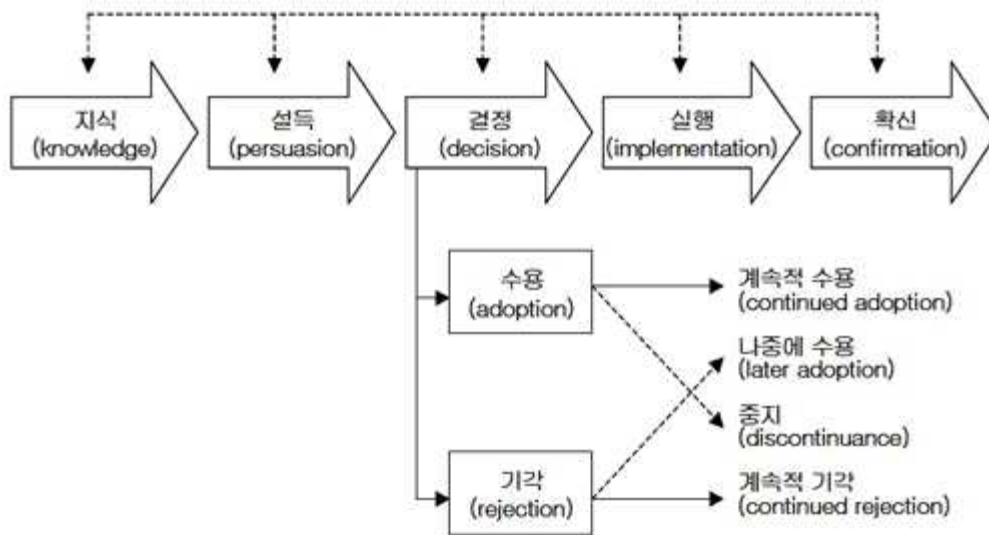 지식
(knowledge)
설득
(persuasion)
결정
(decision)
실행
(implementation)
확신
(confirmation)
수용
(adoption)
계속적 수용
(continued adoption)
나중에 수용
(later adoption)
중지
(discontinuance)
기각
(rejection)
계속적 기각
(continued rejection)